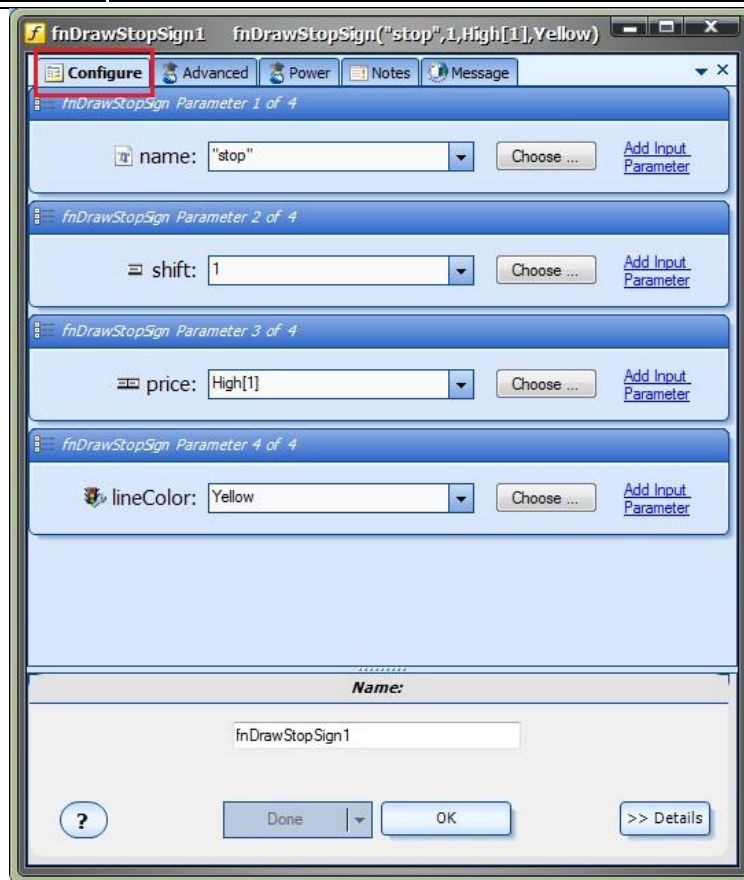 fnDrawStopSign1 fnDrawStopSign("stop",1,High[1],Yellow)
Configure Advanced Power Notes Message
fnDrawStopSign Parameter 1 of 4
name: "stop" Choose ... Add Input
Parameter
fnDrawStopSign Parameter 2 of 4
shift: 1 Choose ... Add Input
Parameter
fnDrawStopSign Parameter 3 of 4
price: High[1] Choose ... Add Input
Parameter
fnDrawStopSign Parameter 4 of 4
lineColor: Yellow Choose ... Add Input
Parameter
Name:
fnDrawStopSign1
? Done OK >> Details